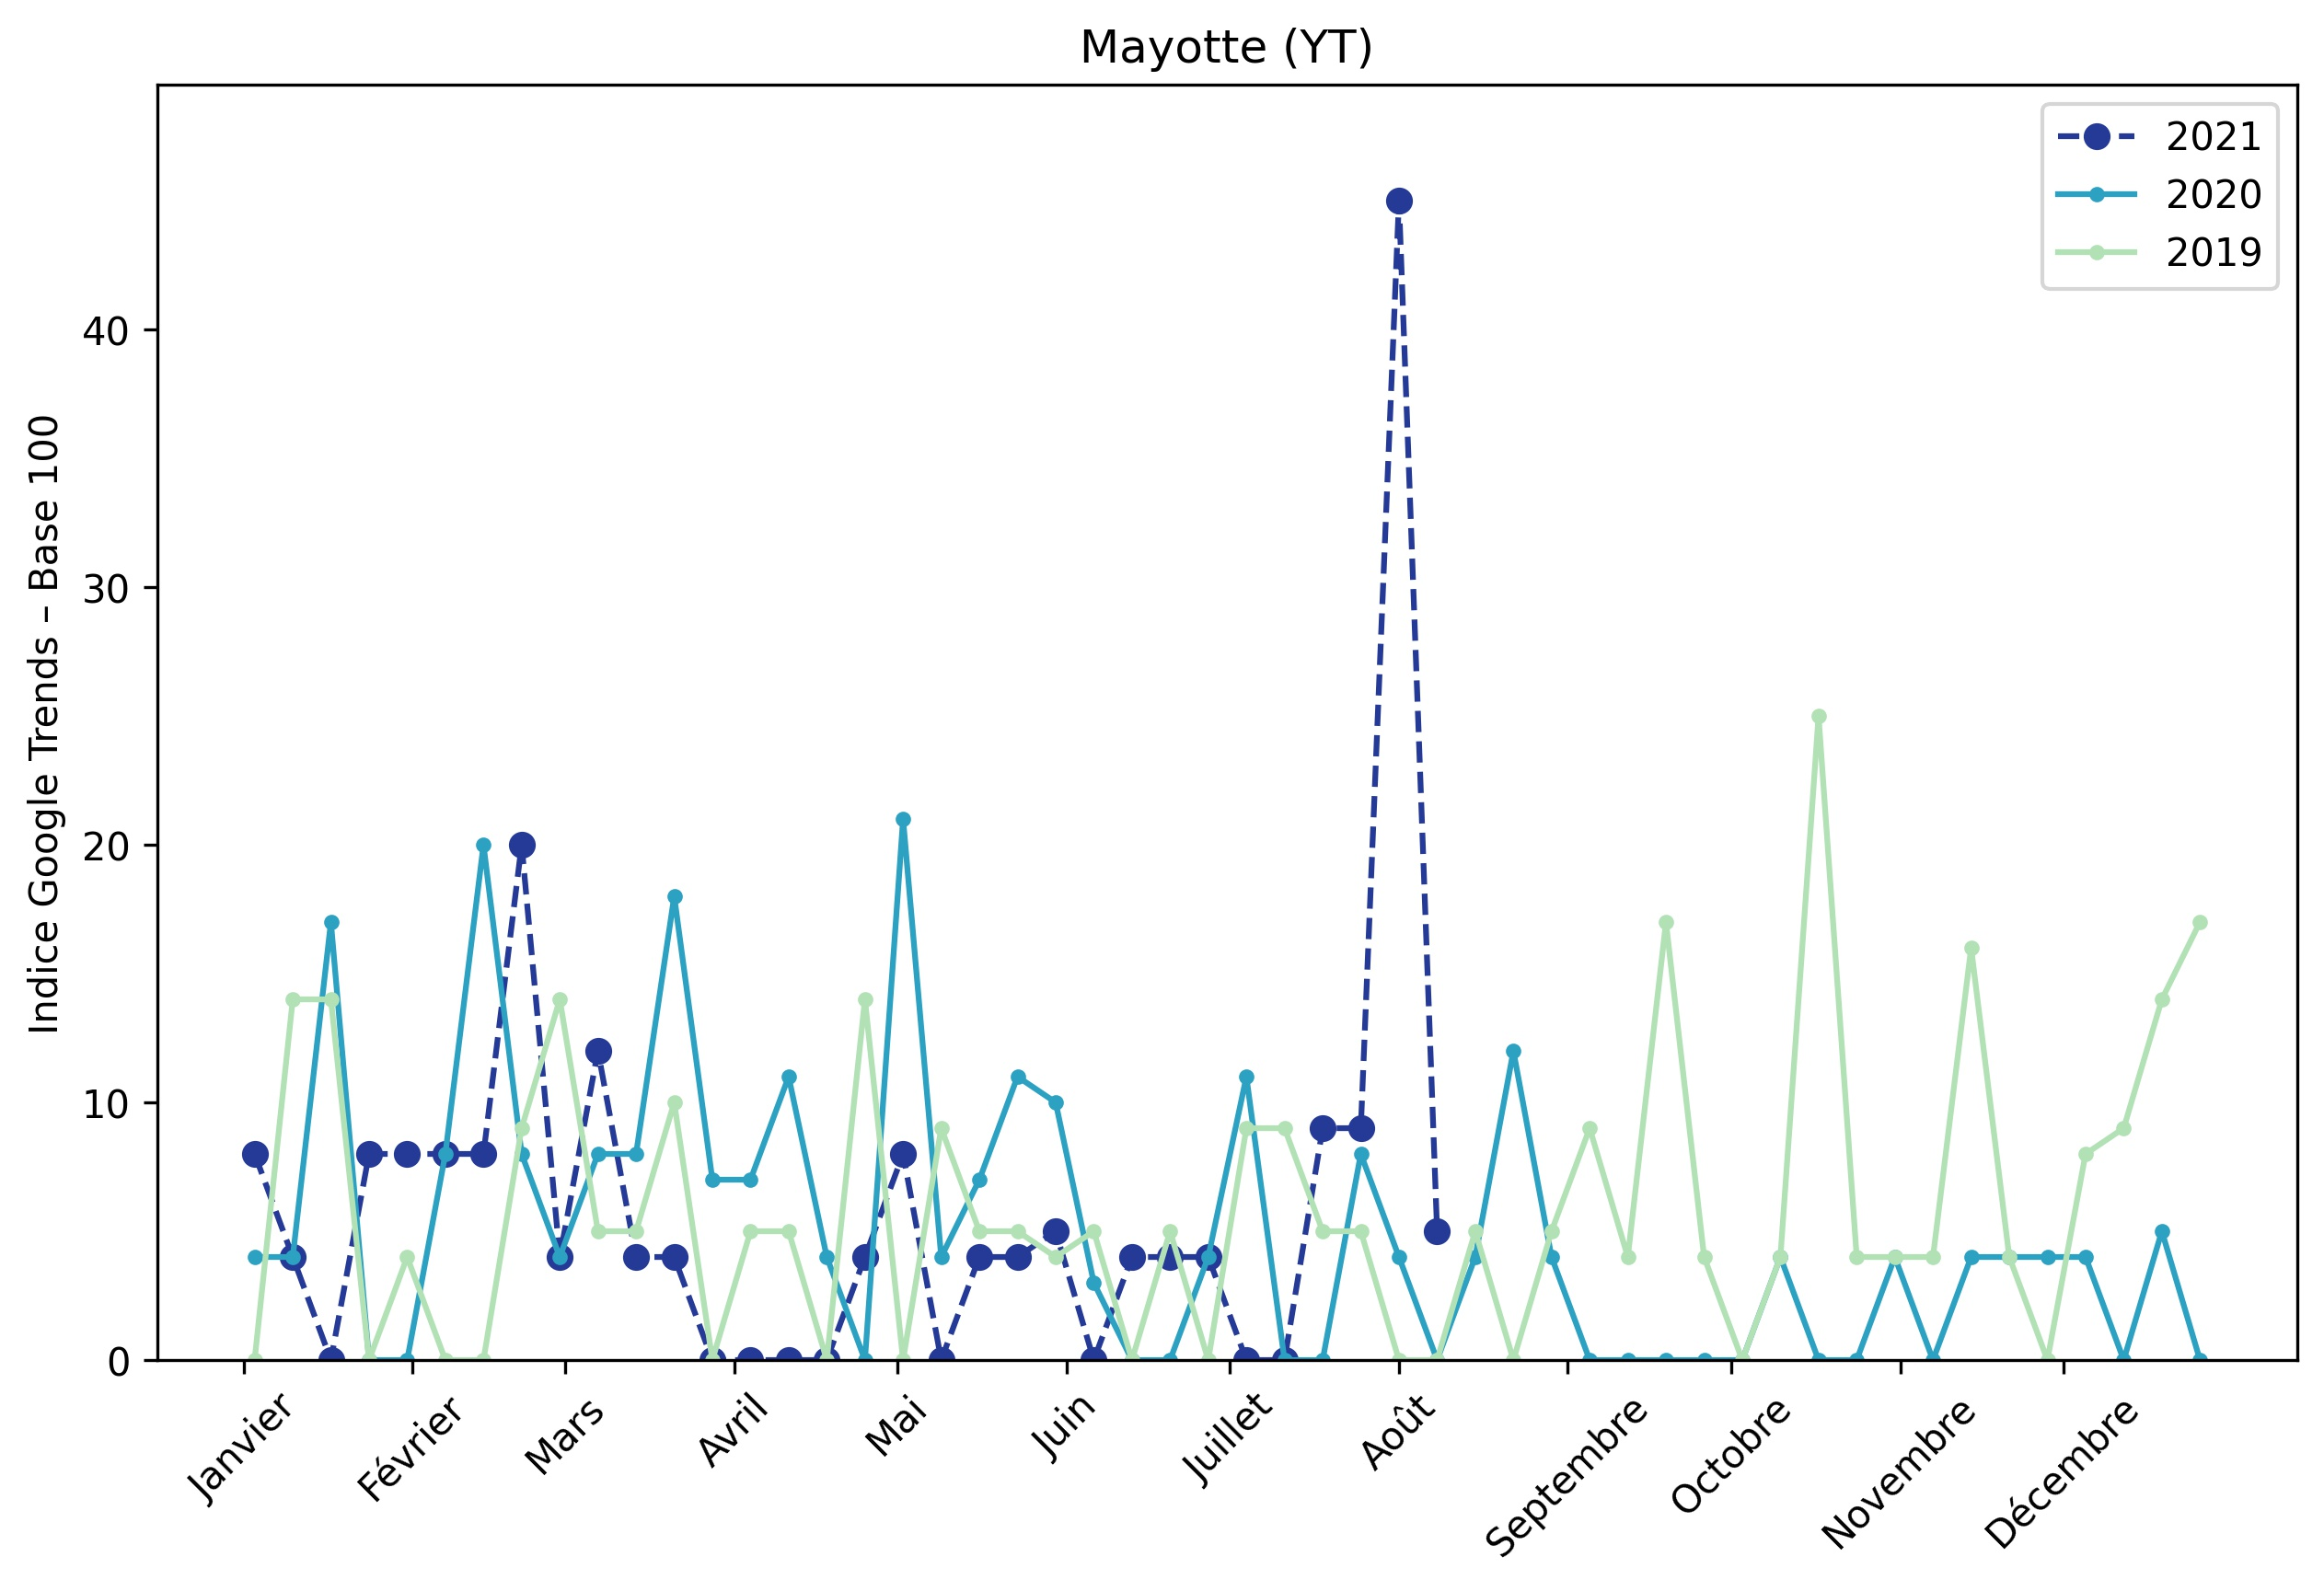 Mayotte (YT)
2021
2020
2019
Indice Google Trends – Base 100
40
30
20
10
0
Janvier
Février
Mars
Avril
Mai
Juin
Juillet
Août
Septembre
Octobre
Novembre
Décembre